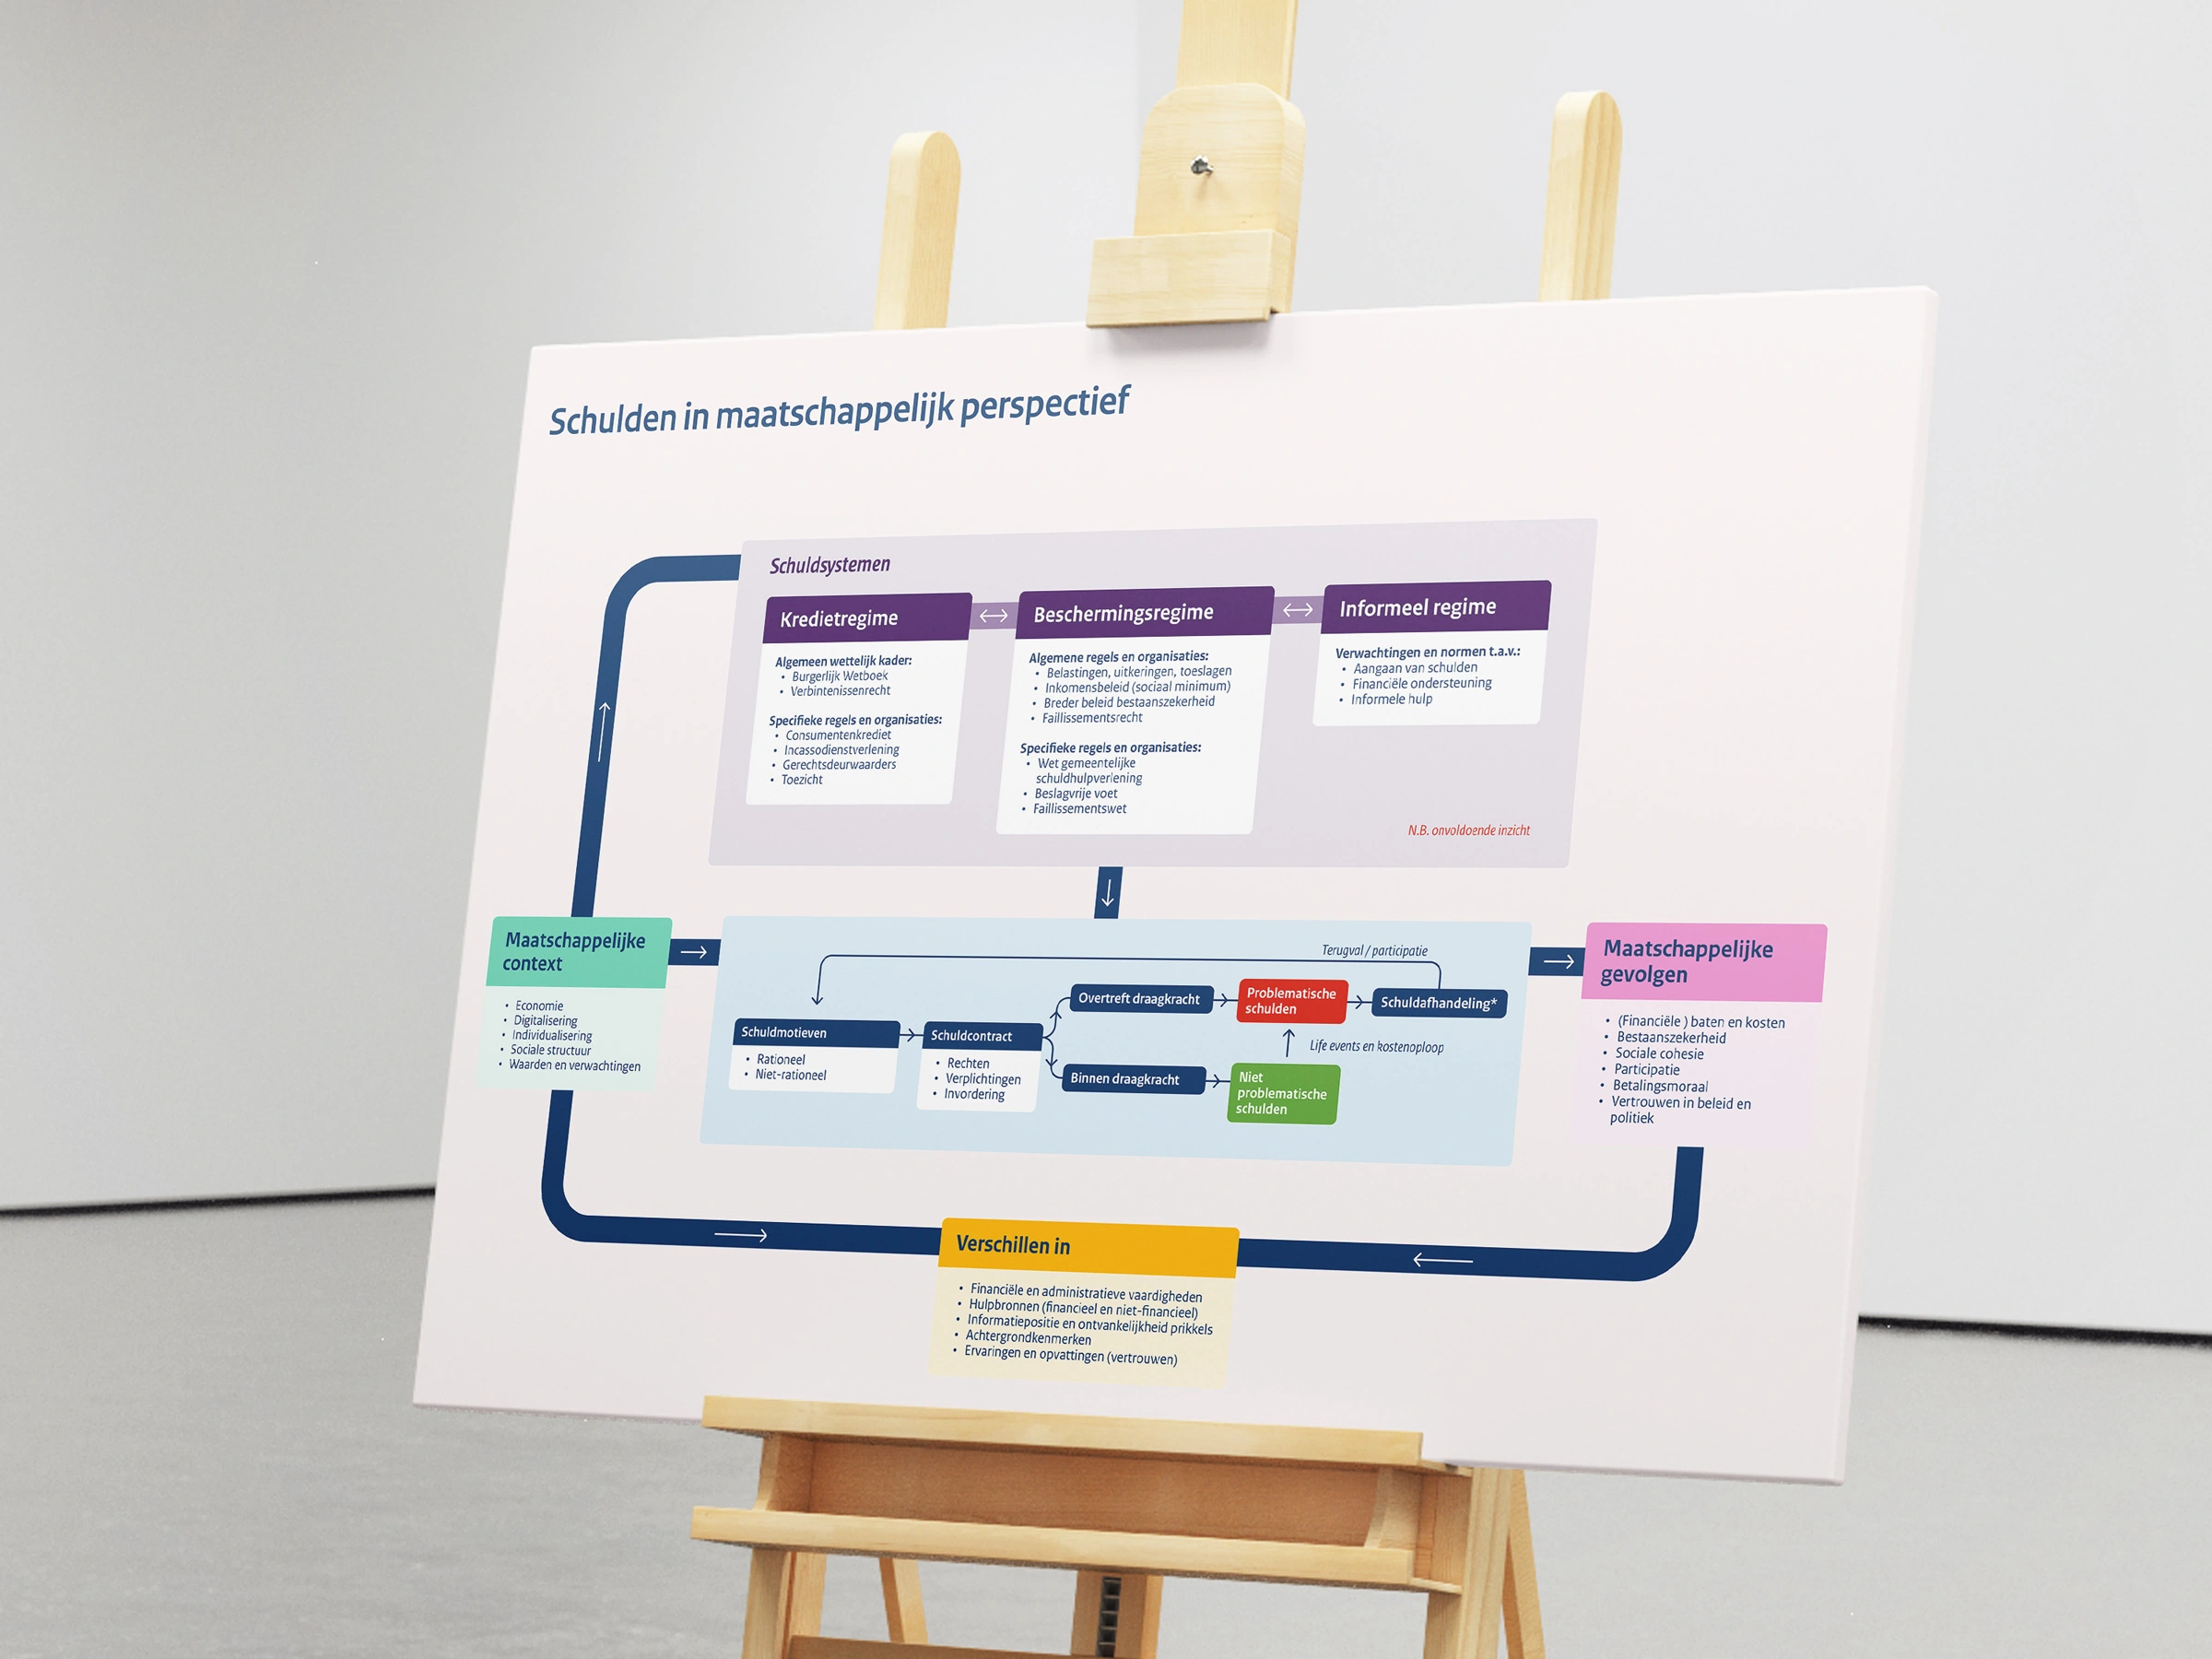 Schulden in maatschappelijk perspectief
Schuldsystemen
Kredietregime
Algemeen wettelijk kader:
• Burgerlijk Wetboek
• Verbintenissenrecht
Specifieke regels en organisaties:
• Consumentenkrediet
• Incassodienstverlening
• Gerechtsdeurwaarders
• Toezicht
Beschermingsregime
Algemene regels en organisaties:
• Belastingen, uitkeringen, toeslagen
• Inkomensbeleid (sociaal minimum)
• Breder beleid bestaanszekerheid
• Faillissementsrecht
Specifieke regels en organisaties:
• Wet gemeentelijke
schuldhulpverlening
• Beslagvrije voet
• Faillissementswet
Informeel regime
Verwachtingen en normen t.a.v.:
• Aangaan van schulden
• Financiële ondersteuning
• Informele hulp
N.B. onvoldoende inzicht
Maatschappelijke
context
• Economie
• Digitalisering
• Individualisering
• Sociale structuur
• Waarden en verwachtingen
Terugval / participatie
Schuldmotieven
• Rationeel
• Niet-rationeel
Schuldcontract
• Rechten
• Verplichtingen
• Invordering
Overtreft draagkracht
Problematische
schulden
Schuldafhandeling*
Life events en kostenoploop
Binnen draagkracht
Niet
problematische
schulden
Maatschappelijke
gevolgen
• (Financiële ) baten en kosten
• Bestaanszekerheid
• Sociale cohesie
• Participatie
• Betalingsmoraal
• Vertrouwen in beleid en
politiek
Verschillen in
• Financiële en administratieve vaardigheden
• Hulpbronnen (financieel en niet-financieel)
• Informatiepositie en ontvankelijkheid prikkels
• Achtergrondkenmerken
• Ervaringen en opvattingen (vertrouwen)